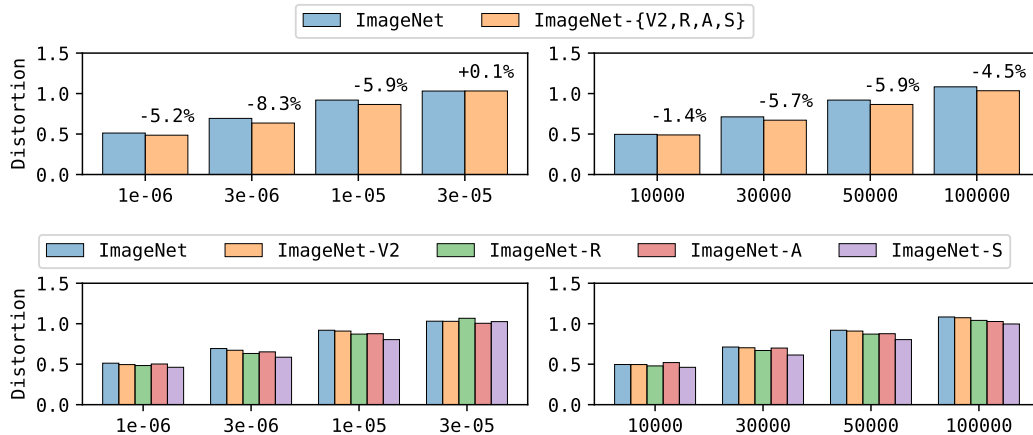 ImageNet ImageNet-{V2,R,A,S}
Distortion
1.5 1.0 0.5 0.0
-5.2% -8.3% -5.9% +0.1%
1e-06 3e-06 1e-05 3e-05
1.5 1.0 0.5 0.0
-1.4% -5.7% -5.9% -4.5%
10000 30000 50000 100000
ImageNet ImageNet-V2 ImageNet-R ImageNet-A ImageNet-S
Distortion
1.5 1.0 0.5 0.0
1e-06 3e-06 1e-05 3e-05
1.5 1.0 0.5 0.0
10000 30000 50000 100000